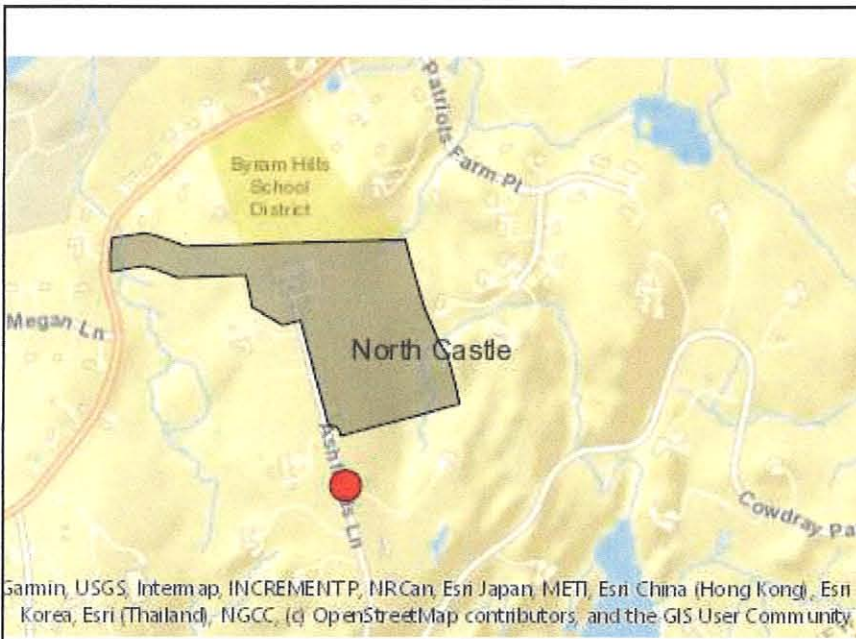 Patriots Farm Pl
Byram Hills
School
District
Megan Ln
North Castle
Cowdray Pa
Garmin, USGS, Intermap, INCREMENT P, NRCan, Esri Japan, METI, Esri China (Hong Kong), Esri
Korea, Esri (Thailand), NGCC, (c) OpenStreetMap contributors, and the GIS User Community